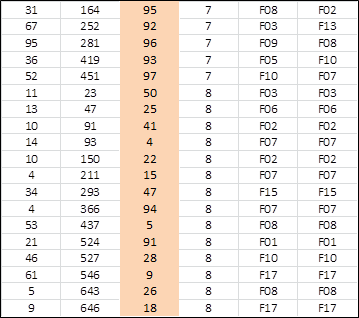 31 164 95 7 F08 F02
67 252 92 7 F03 F13
95 281 96 7 F09 F08
36 419 93 7 F05 F10
52 451 97 7 F10 F07
11 23 50 8 F03 F03
13 47 25 8 F06 F06
10 91 41 8 F02 F02
14 93 4 8 F07 F07
10 150 22 8 F02 F02
4 211 15 8 F07 F07
34 293 47 8 F15 F15
4 366 94 8 F07 F07
53 437 5 8 F08 F08
21 524 91 8 F01 F01
46 527 28 8 F10 F10
61 546 9 8 F17 F17
5 643 26 8 F08 F08
9 646 18 8 F17 F17